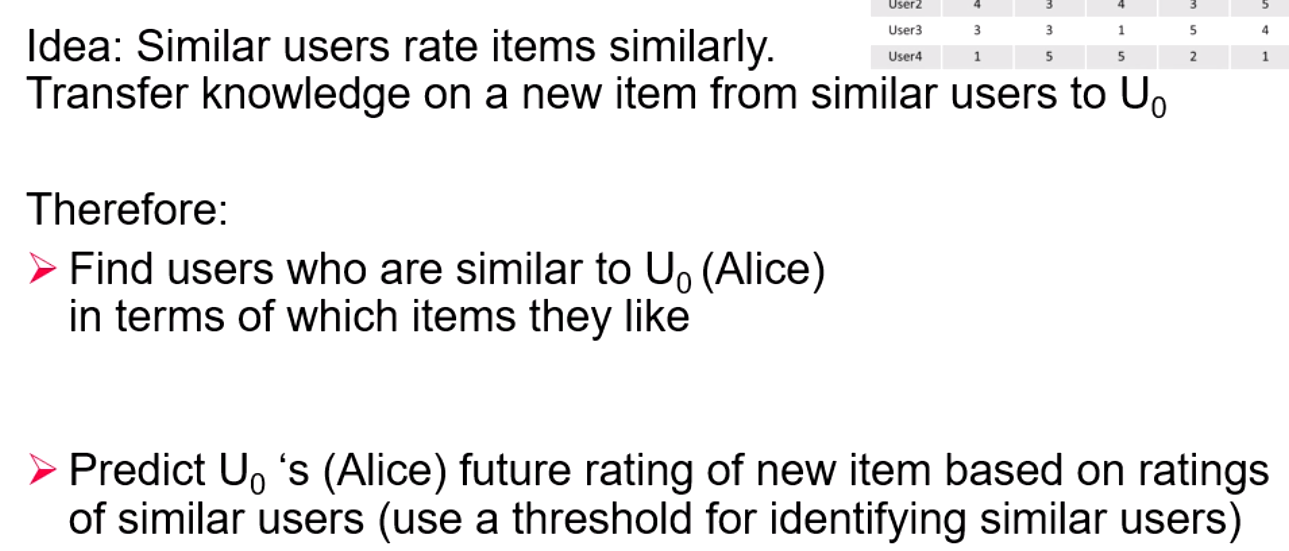 User2 4 3 4 3 5
User3 3 3 1 5 4
User4 1 5 5 2 1
Idea: Similar users rate items similarly.
Transfer knowledge on a new item from similar users to U0
Therefore:
➢ Find users who are similar to U0 (Alice)
in terms of which items they like
➢ Predict U0 ‘s (Alice) future rating of new item based on ratings
of similar users (use a threshold for identifying similar users)